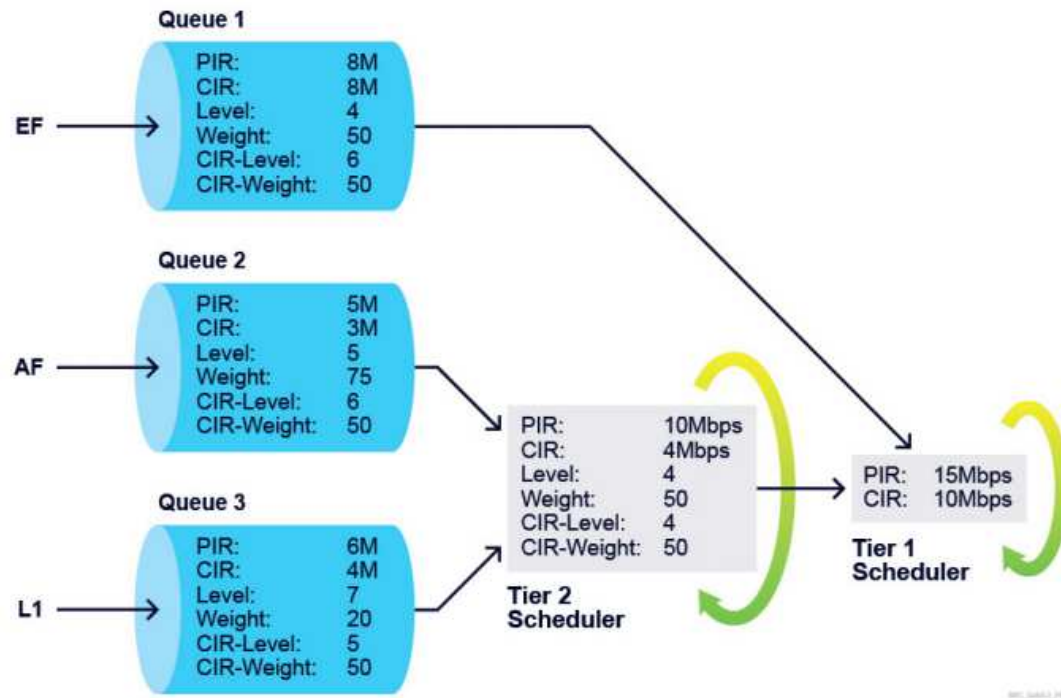 Queue 1
PIR: 8M
CIR: 8M
Level: 4
Weight: 50
CIR-Level: 6
CIR-Weight: 50
EF
Queue 2
PIR: 5M
CIR: 3M
Level: 5
Weight: 75
CIR-Level: 6
CIR-Weight: 50
AF
Queue 3
PIR: 6M
CIR: 4M
Level: 7
Weight: 20
CIR-Level: 5
CIR-Weight: 50
L1
PIR: 10Mbps
CIR: 4Mbps
Level: 4
Weight: 50
CIR-Level: 4
CIR-Weight: 50
Tier 2
Scheduler
PIR: 15Mbps
CIR: 10Mbps
Tier 1
Scheduler